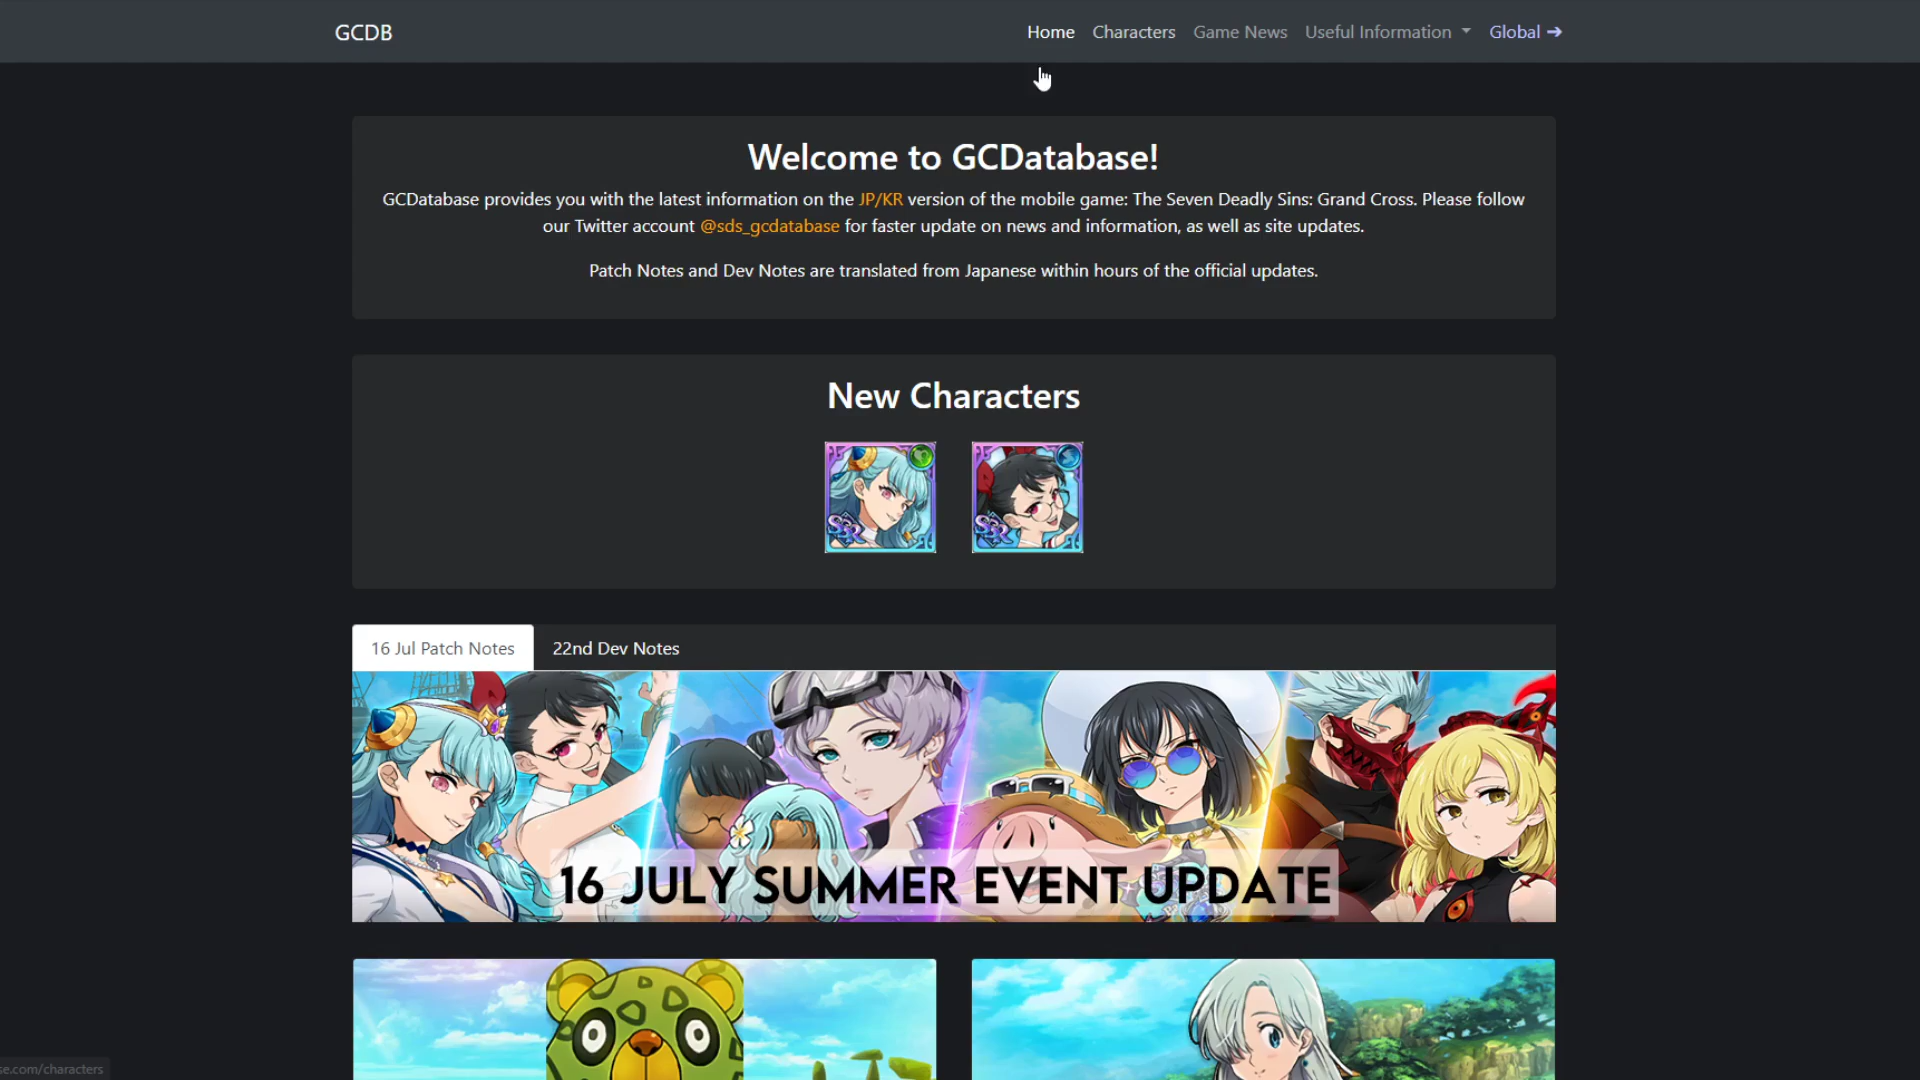 GCDB
Home Characters Game News Useful Information Global ➔
Welcome to GCDatabase!
GCDatabase provides you with the latest information on the JP/KR version of the mobile game: The Seven Deadly Sins: Grand Cross. Please follow
our Twitter account @sds_gcdatabase for faster update on news and information, as well as site updates.
Patch Notes and Dev Notes are translated from Japanese within hours of the official updates.
New Characters
SSR SSR
16 Jul Patch Notes 22nd Dev Notes
16 JULY SUMMER EVENT UPDATE
se.com/characters